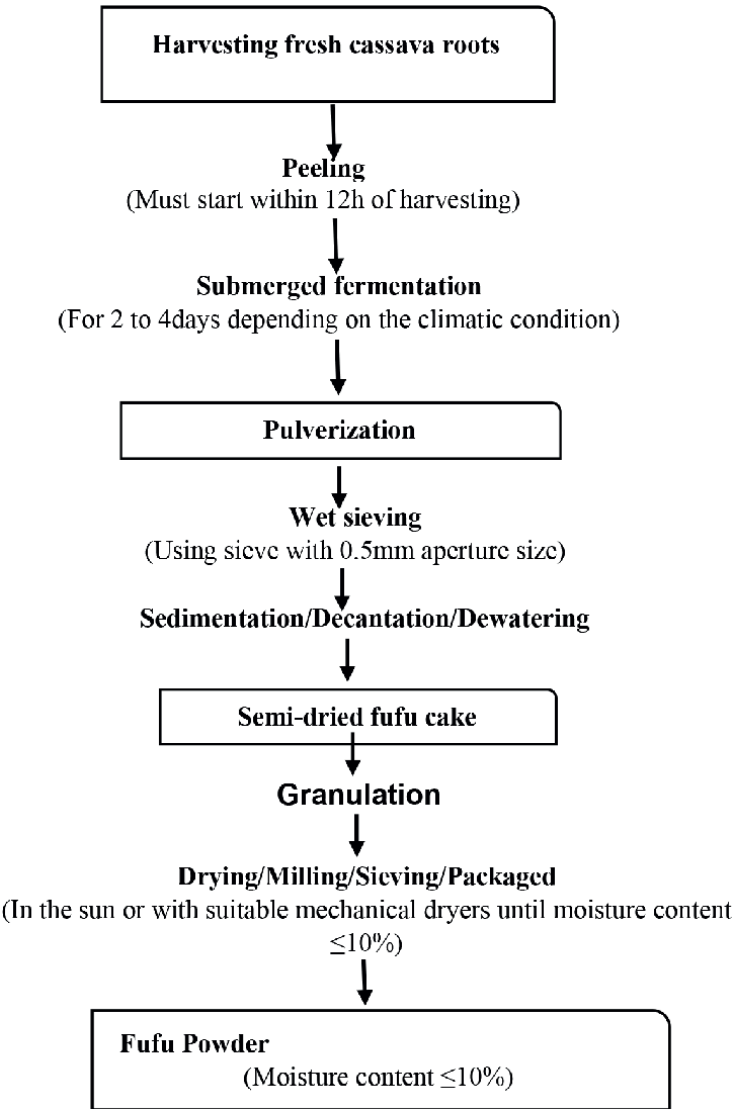 Harvesting fresh cassava roots
Peeling
(Must start within 12h of harvesting)
Submerged fermentation
(For 2 to 4days depending on the climatic condition)
Pulverization
Wet sieving
(Using sieve with 0.5mm aperture size)
Sedimentation/Decantation/Dewatering
Semi-dried fufu cake
Granulation
Drying/Milling/Sieving/Packaged
(In the sun or with suitable mechanical dryers until moisture content
≤10%)
Fufu Powder
(Moisture content ≤10%)